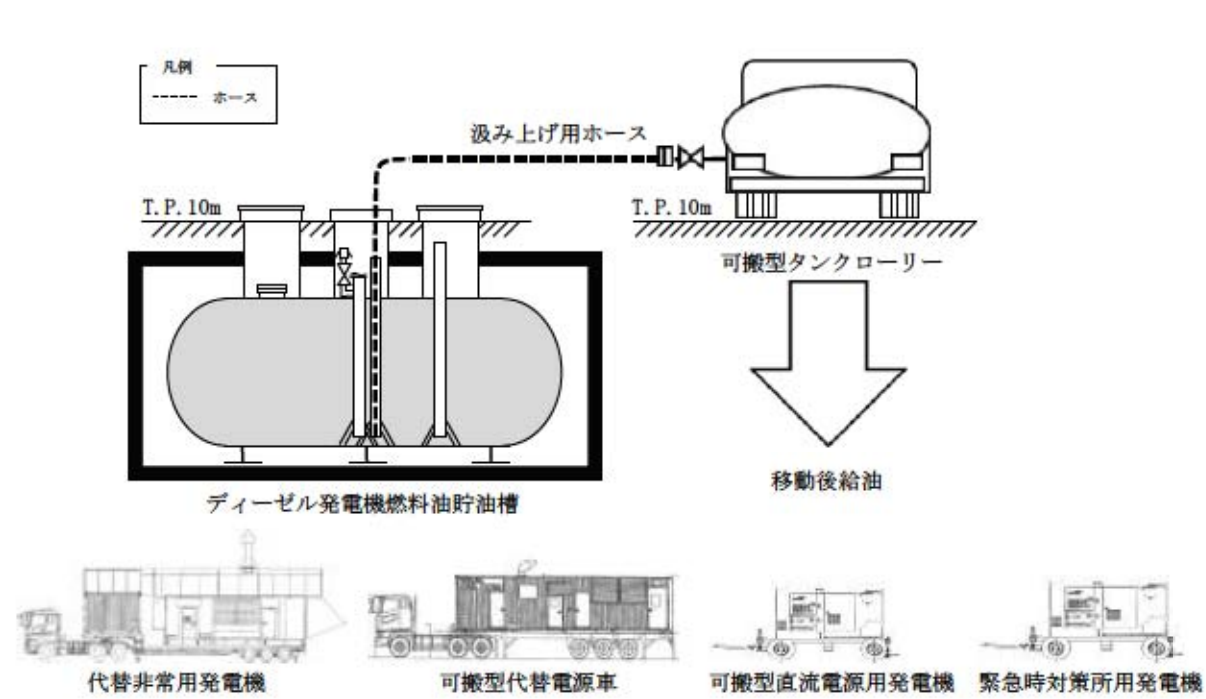 凡例
ホース
汲み上げ用ホース
T.P.10m
T.P.10m
可搬型タンクローリー
移動後給油
ディーゼル発電機燃料油貯油槽
代替非常用発電機
可搬型代替電源車
可搬型直流電源用発電機
緊急時対策所用発電機